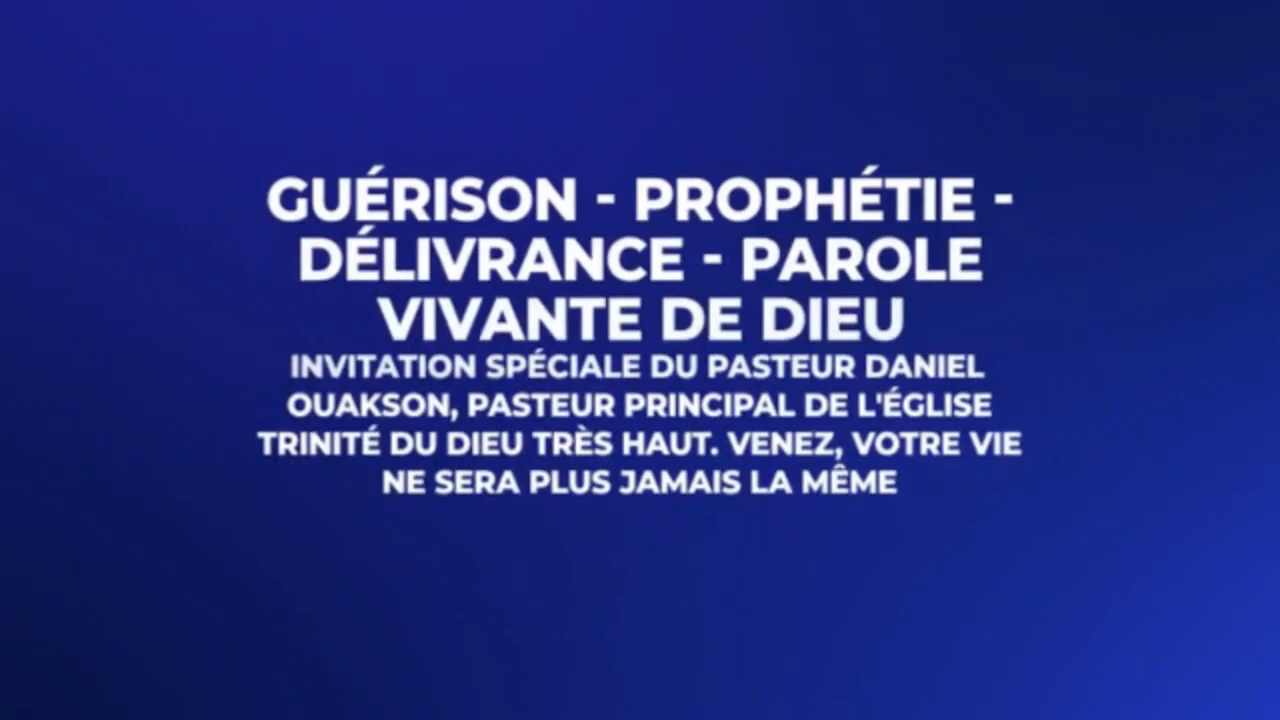 GUÉRISON - PROPHÉTIE -
DÉLIVRANCE - PAROLE
VIVANTE DE DIEU
INVITATION SPÉCIALE DU PASTEUR DANIEL
OUAKSON, PASTEUR PRINCIPAL DE L'ÉGLISE
TRINITÉ DU DIEU TRÈS HAUT. VENEZ, VOTRE VIE
NE SERA PLUS JAMAIS LA MÊME